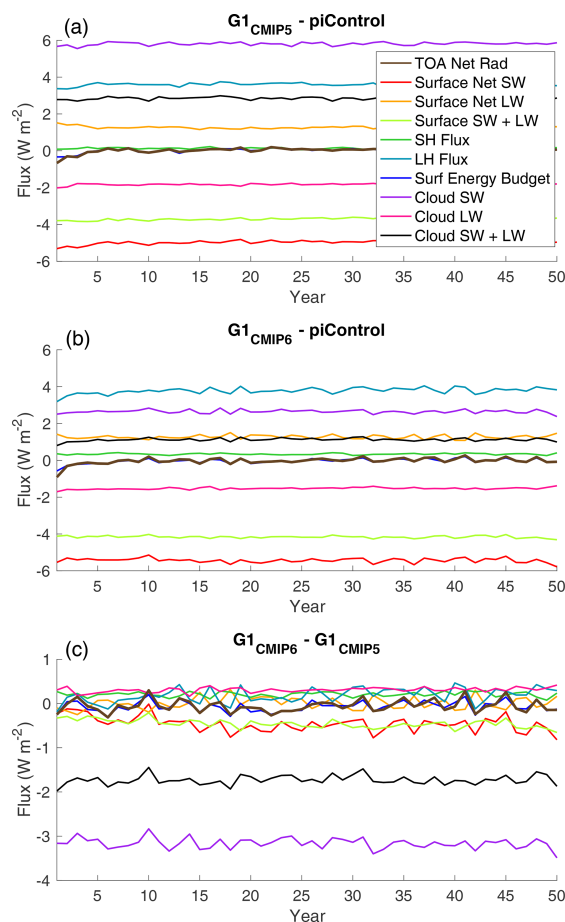 (a)
G1CMIP5 - piControl
6
4
2
0
-2
-4
-6
Flux (W m-2)
TOA Net Rad
Surface Net SW
Surface Net LW
Surface SW + LW
SH Flux
LH Flux
Surf Energy Budget
Cloud SW
Cloud LW
Cloud SW + LW
5 10 15 20 25 30 35 40 45 50
Year
(b)
G1CMIP6 - piControl
6
4
2
0
-2
-4
-6
Flux (W m-2)
5 10 15 20 25 30 35 40 45 50
Year
(c)
G1CMIP6 - G1CMIP5
1
0
-1
-2
-3
-4
Flux (W m-2)
5 10 15 20 25 30 35 40 45 50
Year